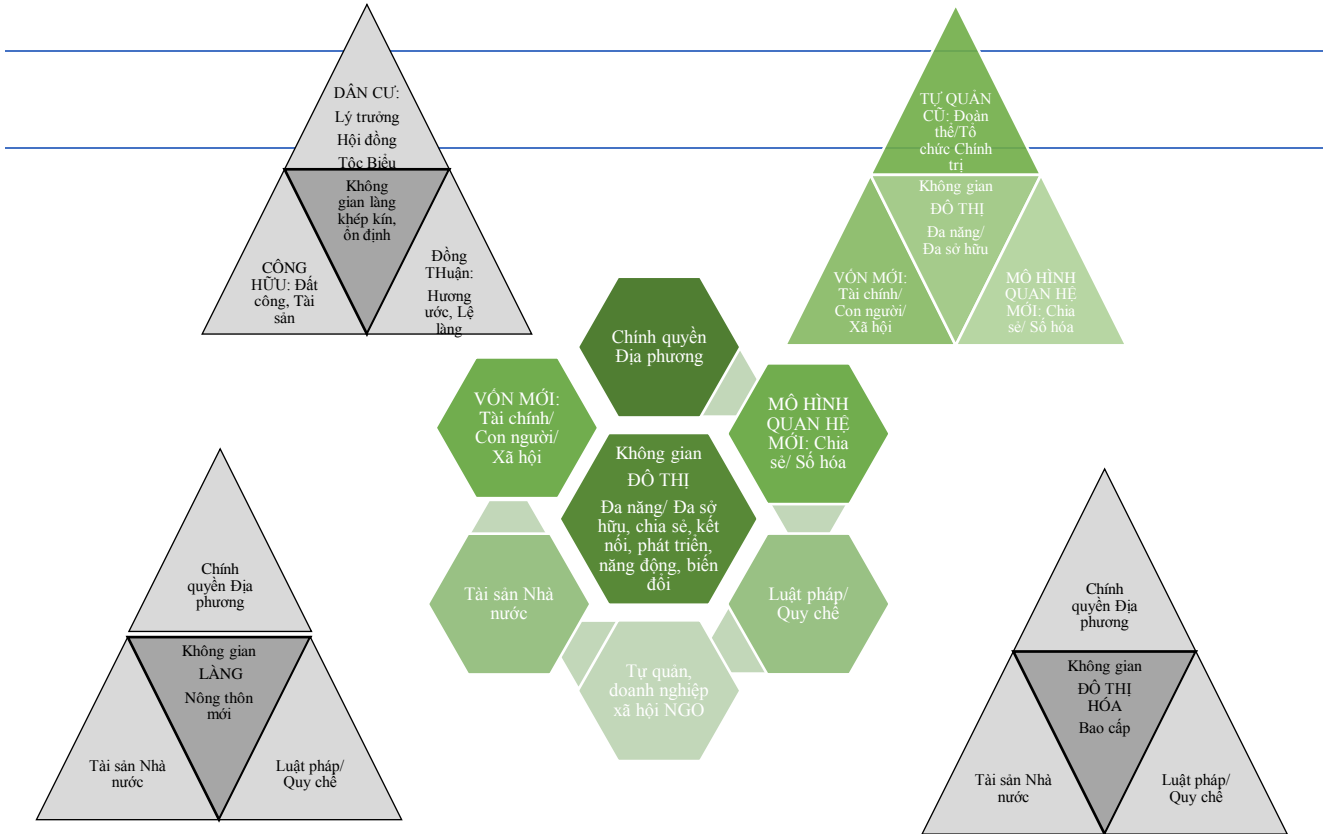 DÂN CƯ:
Lý trưởng
Hội đồng
Tộc Biểu
Không
gian làng
khép kín,
ổn định
CÔNG
HỮU: Đất
công, Tài
sản
Đồng
THuận:
Hương
ước, Lệ
làng
TỰ QUẢN
CŨ: Đoản
thể/Tổ
chức Chính
trị
Không gian
ĐÔ THỊ
Đa năng/
Đa sở hữu
VỐN MỚI:
Tài chính/
Con người/
Xã hội
MÔ HÌNH
QUAN HỆ
MỚI: Chia
sẻ/ Số hóa
Chính quyền
Địa phương
VỐN MỚI:
Tài chính/
Con người/
Xã hội
MÔ HÌNH
QUAN HỆ
MỚI: Chia
sẻ/ Số hóa
Không gian
ĐÔ THỊ
Đa năng/ Đa sở
hữu, chia sẻ, kết
nối, phát triển,
năng động, biến
đổi
Tài sản Nhà
nước
Luật pháp/
Quy chế
Tự quản,
doanh nghiệp
xã hội NGO
Chính
quyền Địa
phương
Không gian
LÀNG
Nông thôn
mới
Tài sản Nhà
nước
Luật pháp/
Quy chế
Chính
quyền Địa
phương
Không gian
ĐÔ THỊ
HÓA
Bao cấp
Tài sản Nhà
nước
Luật pháp/
Quy chế